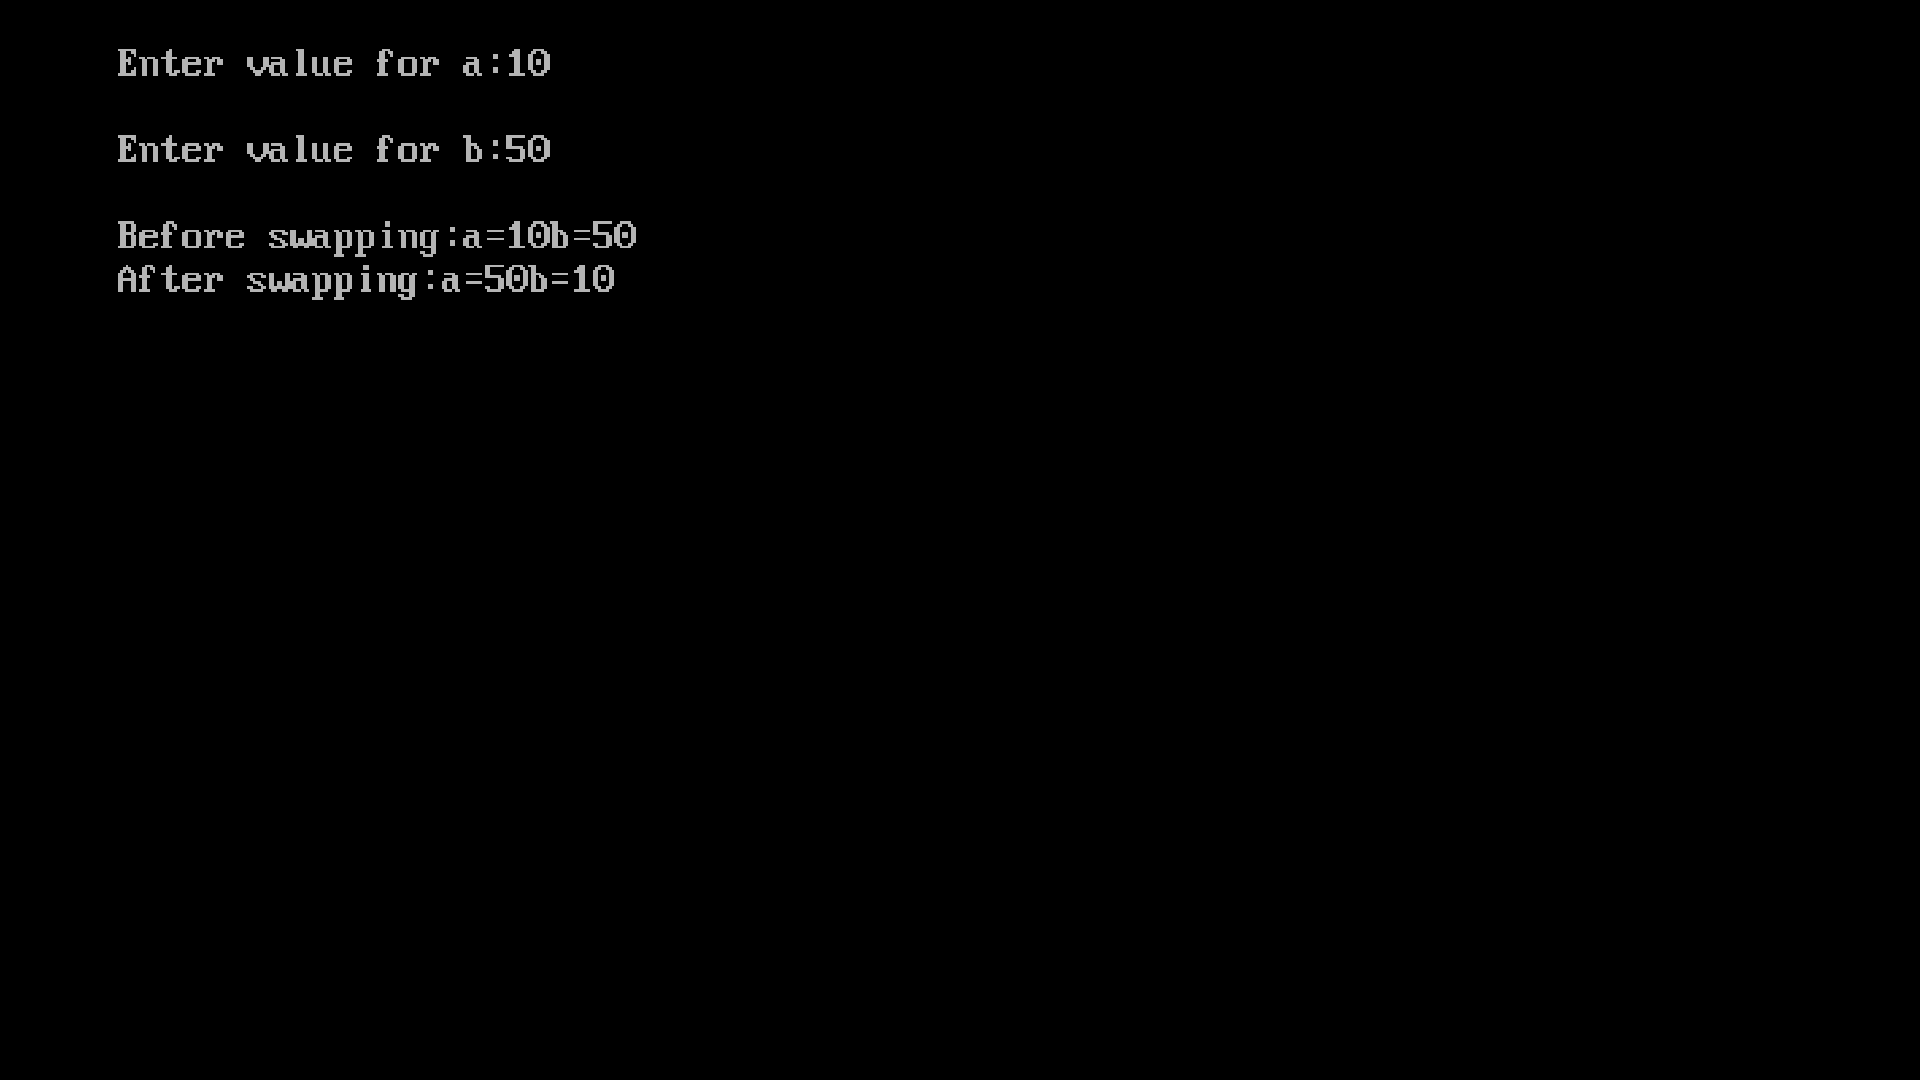 Enter value for a:10
Enter value for b:50
Before swapping:a=10b=50
After swapping:a=50b=10